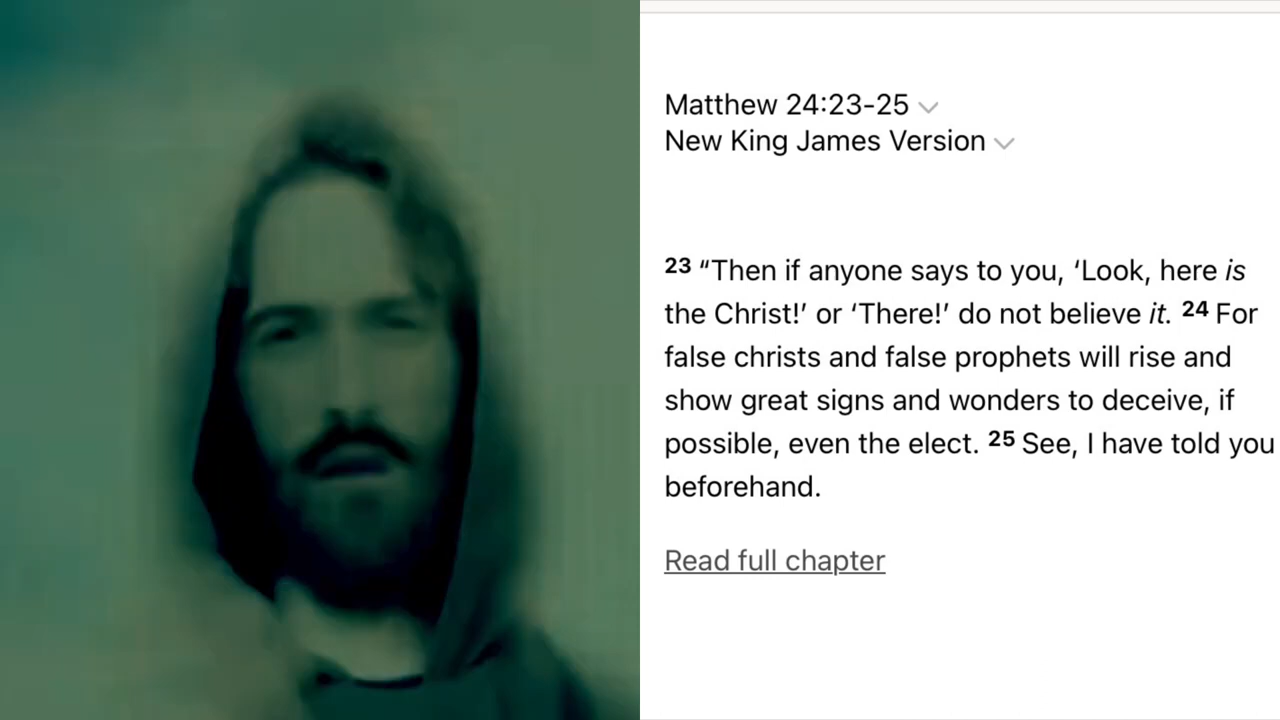 Matthew 24:23-25
New King James Version
23 “Then if anyone says to you, ‘Look, here is
the Christ!’ or ‘There!’ do not believe it. 24 For
false christs and false prophets will rise and
show great signs and wonders to deceive, if
possible, even the elect. 25 See, I have told you
beforehand.
Read full chapter